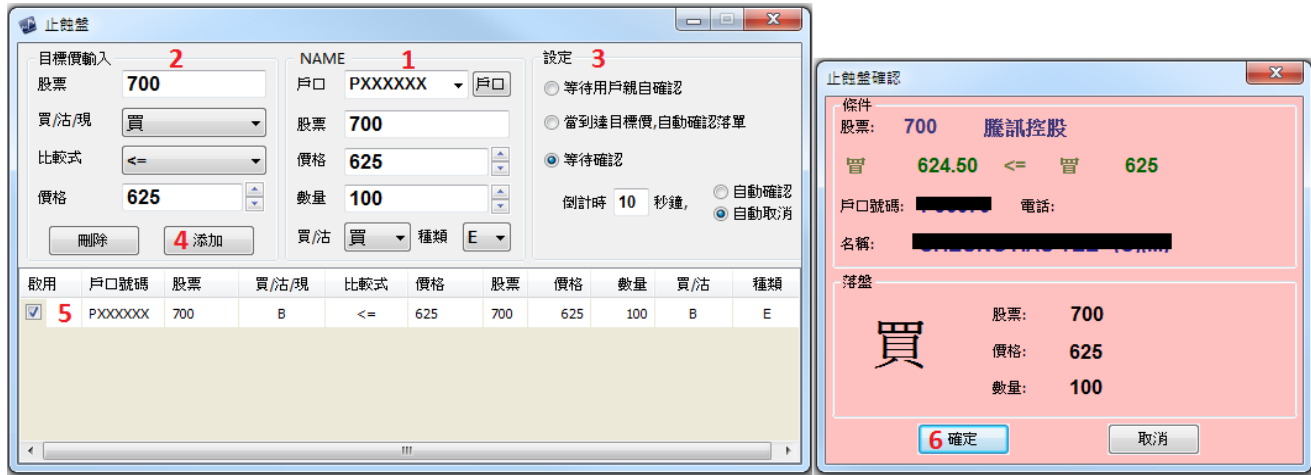 止蝕盤
目標價輸入 2
股票 700
買/沽/現 買
比較式 <=
價格 625
刪除 4 添加
NAME 1
戶口 PXXXXXX 戶口
股票 700
價格 625
數量 100
買/沽 買 種類 E
設定 3
等待用戶親自確認
當到達目標價,自動確認落單
等待確認
倒計時 10 秒鐘, 自動確認
自動取消
啟用 戶口號碼 股票 買/沽/現 比較式 價格 股票 價格 數量 買/沽 種類
5 PXXXXXX 700 B <= 625 700 625 100 B E
止蝕盤確認
條件
股票: 700 騰訊控股
買 624.50 <= 買 625
戶口號碼: 電話:
名稱:
落盤
買
股票: 700
價格: 625
數量: 100
6 確定 取消